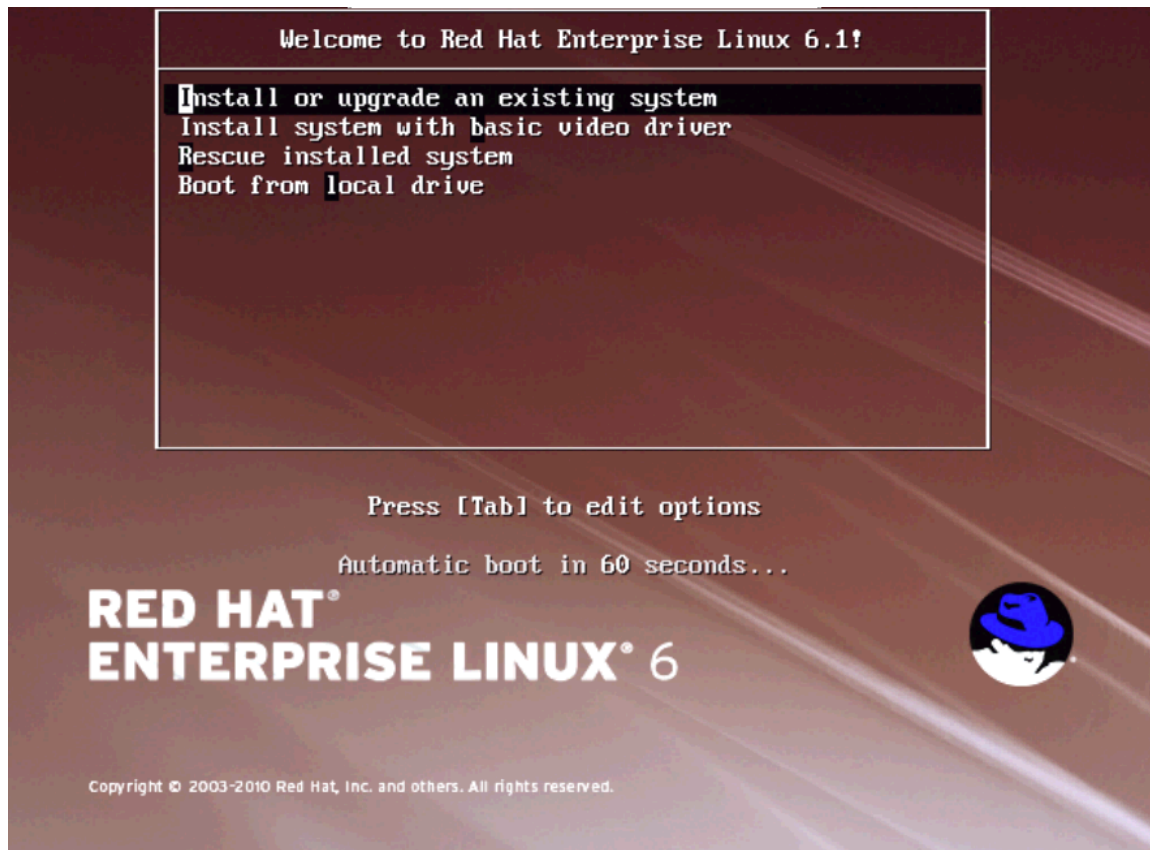 Welcome to Red Hat Enterprise Linux 6.1!
Install or upgrade an existing system
Install system with basic video driver
Rescue installed system
Boot from local drive
Press [Tab] to edit options
Automatic boot in 60 seconds...
RED HAT®
ENTERPRISE LINUX® 6
Copyright © 2003-2010 Red Hat, Inc. and others. All rights reserved.